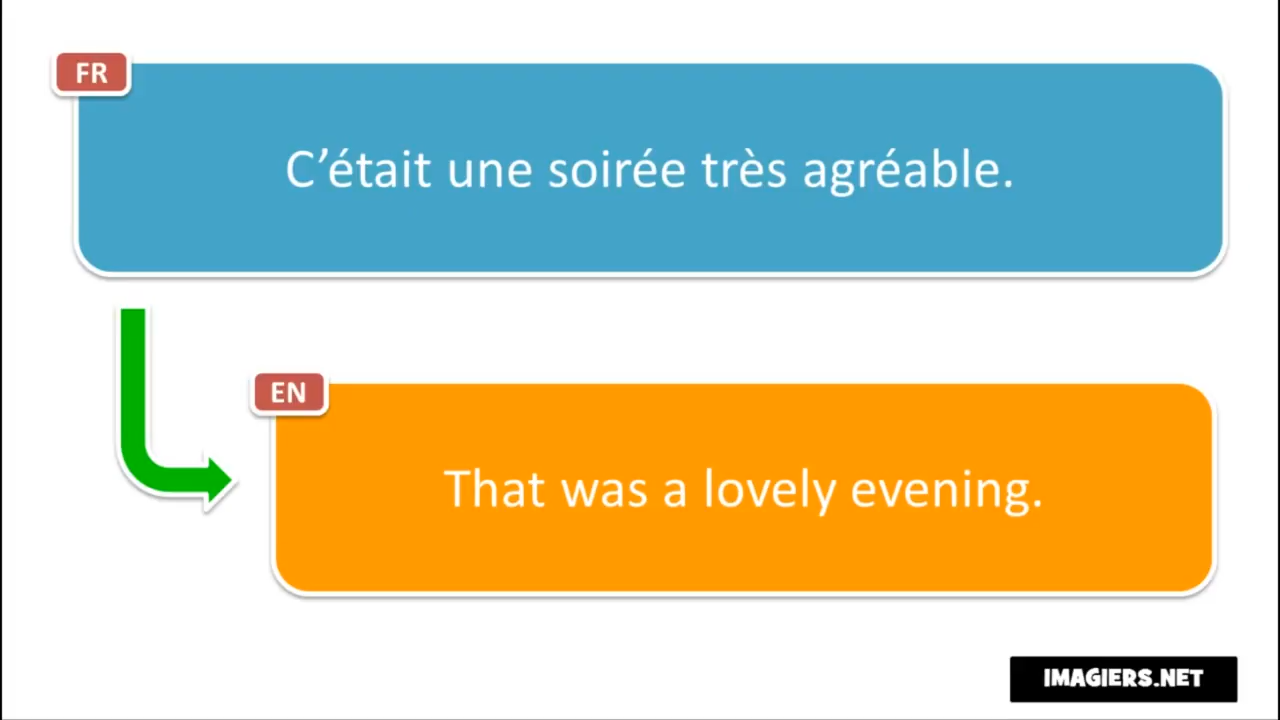 FR
C’était une soirée très agréable.
EN
That was a lovely evening.
IMAGIERS.NET